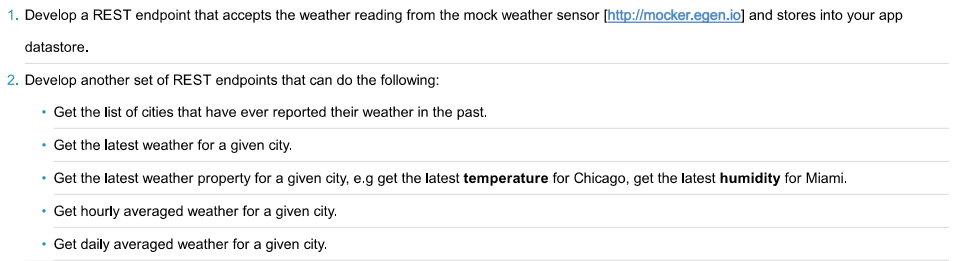 1. Develop a REST endpoint that accepts the weather reading from the mock weather sensor [http://mocker.egen.io] and stores into your app
datastore.
2. Develop another set of REST endpoints that can do the following:
• Get the list of cities that have ever reported their weather in the past.
• Get the latest weather for a given city.
• Get the latest weather property for a given city, e.g get the latest temperature for Chicago, get the latest humidity for Miami.
• Get hourly averaged weather for a given city.
• Get daily averaged weather for a given city.